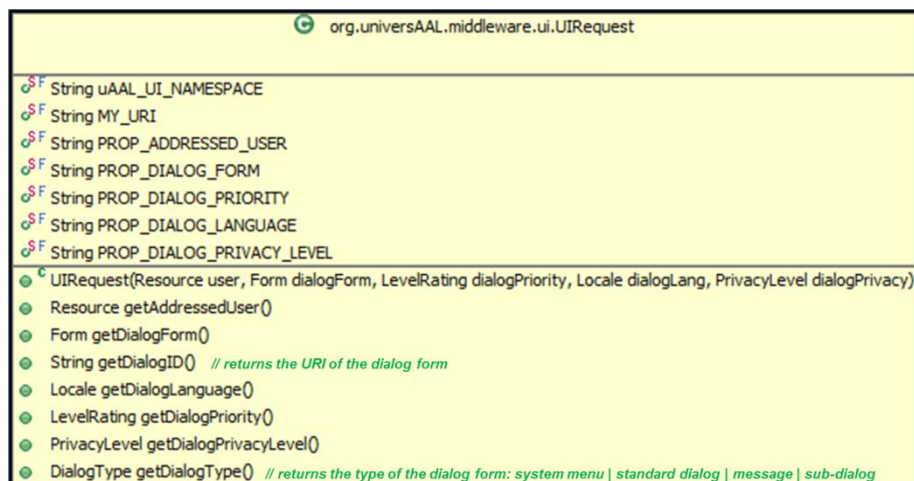 C org.universAAL.middleware.ui.UIRequest
S F String uAAL_UI_NAMESPACE
S F String MY_URI
S F String PROP_ADDRESSED_USER
S F String PROP_DIALOG_FORM
S F String PROP_DIALOG_PRIORITY
S F String PROP_DIALOG_LANGUAGE
S F String PROP_DIALOG_PRIVACY_LEVEL
C UIRequest(Resource user, Form dialogForm, LevelRating dialogPriority, Locale dialogLang, PrivacyLevel dialogPrivacy)
Resource getAddressedUser()
Form getDialogForm()
String getDialogID() // returns the URI of the dialog form
Locale getDialogLanguage()
LevelRating getDialogPriority()
PrivacyLevel getDialogPrivacyLevel()
DialogType getDialogType() // returns the type of the dialog form: system menu | standard dialog | message | sub-dialog